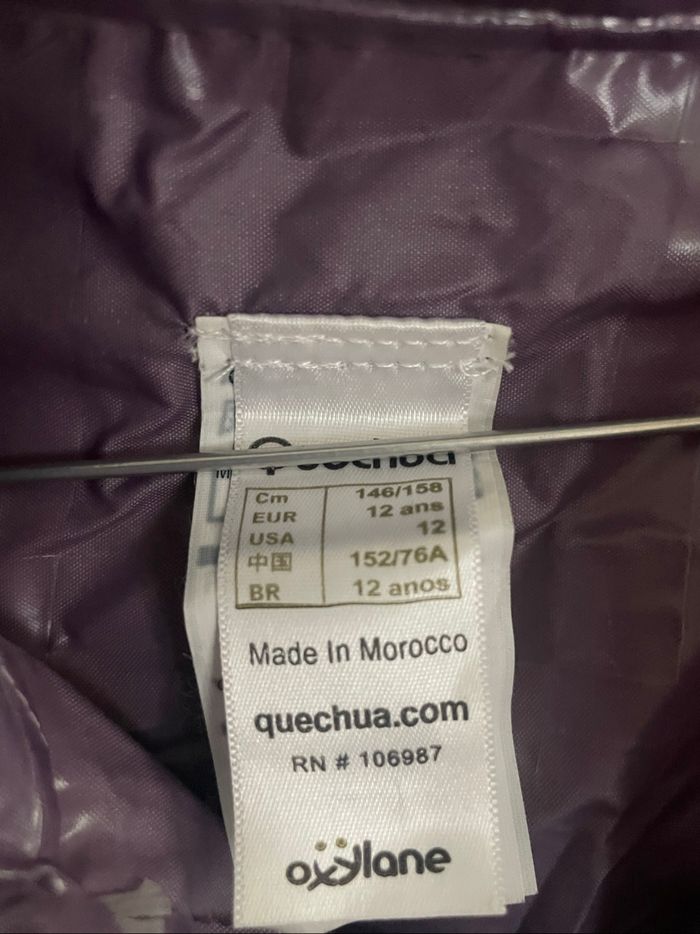 quechua
Cm 146/158
EUR 12 ans
USA 12
中国 152/76A
BR 12 anos
Made In Morocco
quechua.com
RN # 106987
oxylane